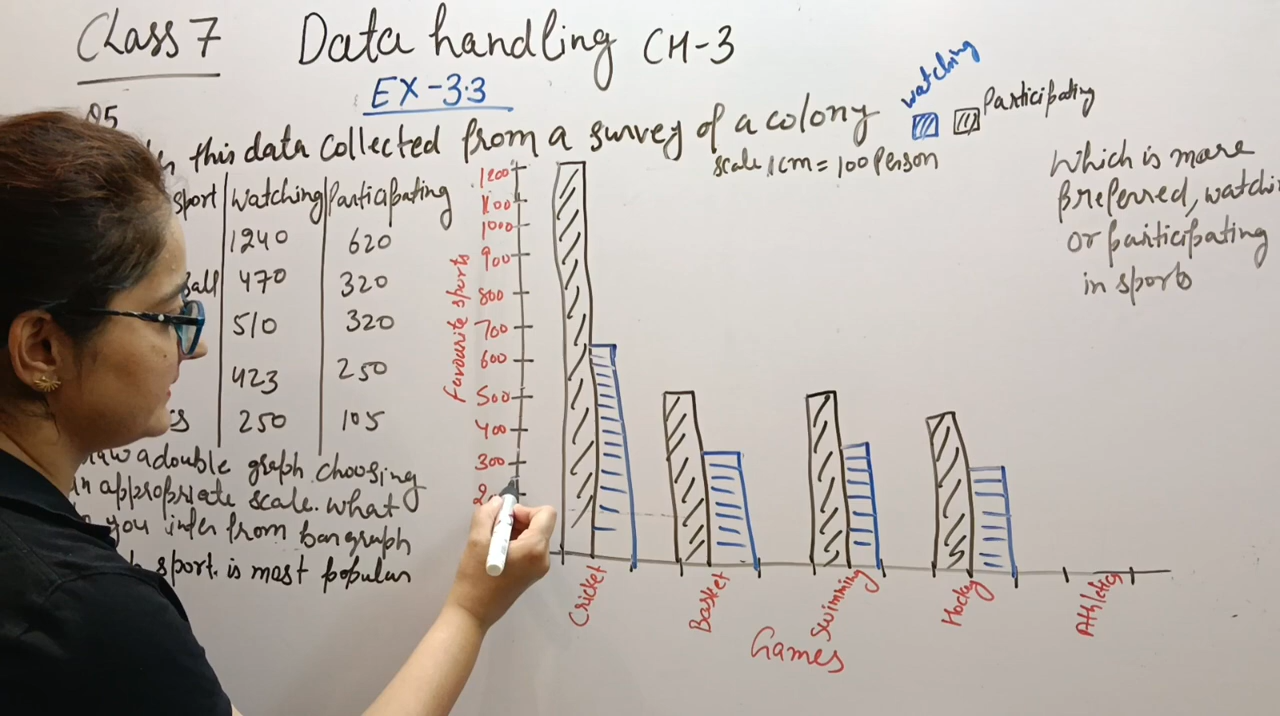 Class 7 Data handling CH-3
EX-3.3
Q5
this data collected from a survey of a colony
watching
Participating
scale 1cm = 100 Person
sport Watching Participating
1240 620
Ball 470 320
510 320
423 250
250 105
a double graph choosing
appropriate scale. what
you infer from bar graph
sport. is most popular
Which is more
preferred, watchi
or participating
in sports
Favourite sports
1200
1100
1000
900
800
700
600
500
400
300
Cricket Basket Swimming Hockey Athletics
Games